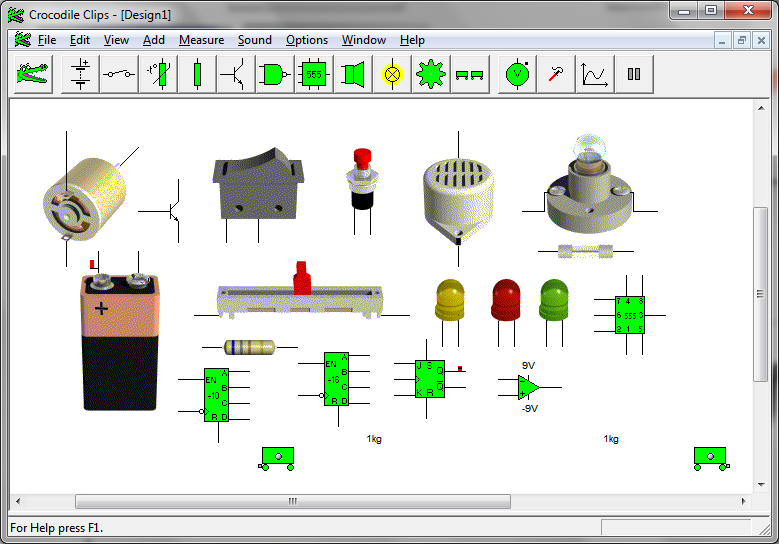 Crocodile Clips - [Design1]
File Edit View Add Measure Sound Options Window Help
-t° 555 V
+
7 4 8
6 555 3
2 1 5
EN A
B
÷10 C
R D
EN A
B
÷16 C
R D
J S Q
K R Q̅
9V
- +
-9V
1kg
1kg
For Help press F1.